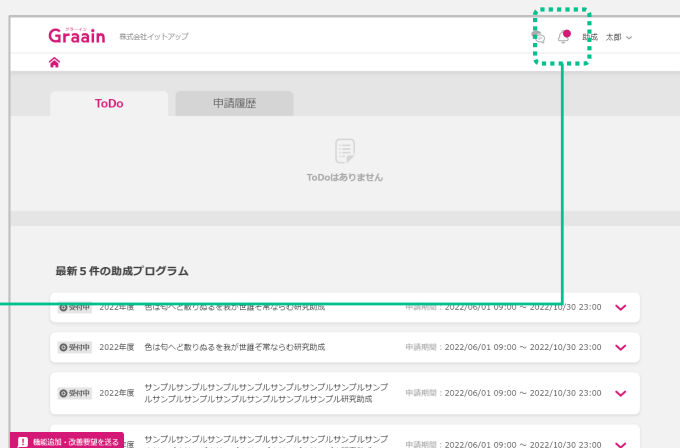 グラーイン
Graain
株式会社イットアップ
助成 太郎
ToDo
申請履歴
ToDoはありません
最新5件の助成プログラム
受付中 2022年度 色は匂へど散りぬるを我が世誰ぞ常ならむ研究助成 申請期間：2022/06/01 09:00 ～ 2022/10/30 23:00
受付中 2022年度 色は匂へど散りぬるを我が世誰ぞ常ならむ研究助成 申請期間：2022/06/01 09:00 ～ 2022/10/30 23:00
受付中 2022年度 サンプルサンプルサンプルサンプルサンプルサンプルサンプルサンプ
ルサンプルサンプルサンプルサンプルサンプルサンプル研究助成 申請期間：2022/06/01 09:00 ～ 2022/10/30 23:00
サンプルサンプルサンプルサンプルサンプルサンプルサンプルサンプ
年度 申請期間：2022/06/01 09:00 ～ 2022/10/30 23:00
機能追加・改善要望を送る